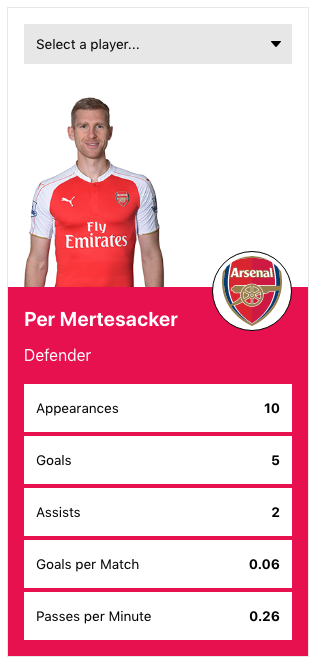 Select a player...
Fly
Emirates
Arsenal
Per Mertesacker
Defender
Appearances 10
Goals 5
Assists 2
Goals per Match 0.06
Passes per Minute 0.26